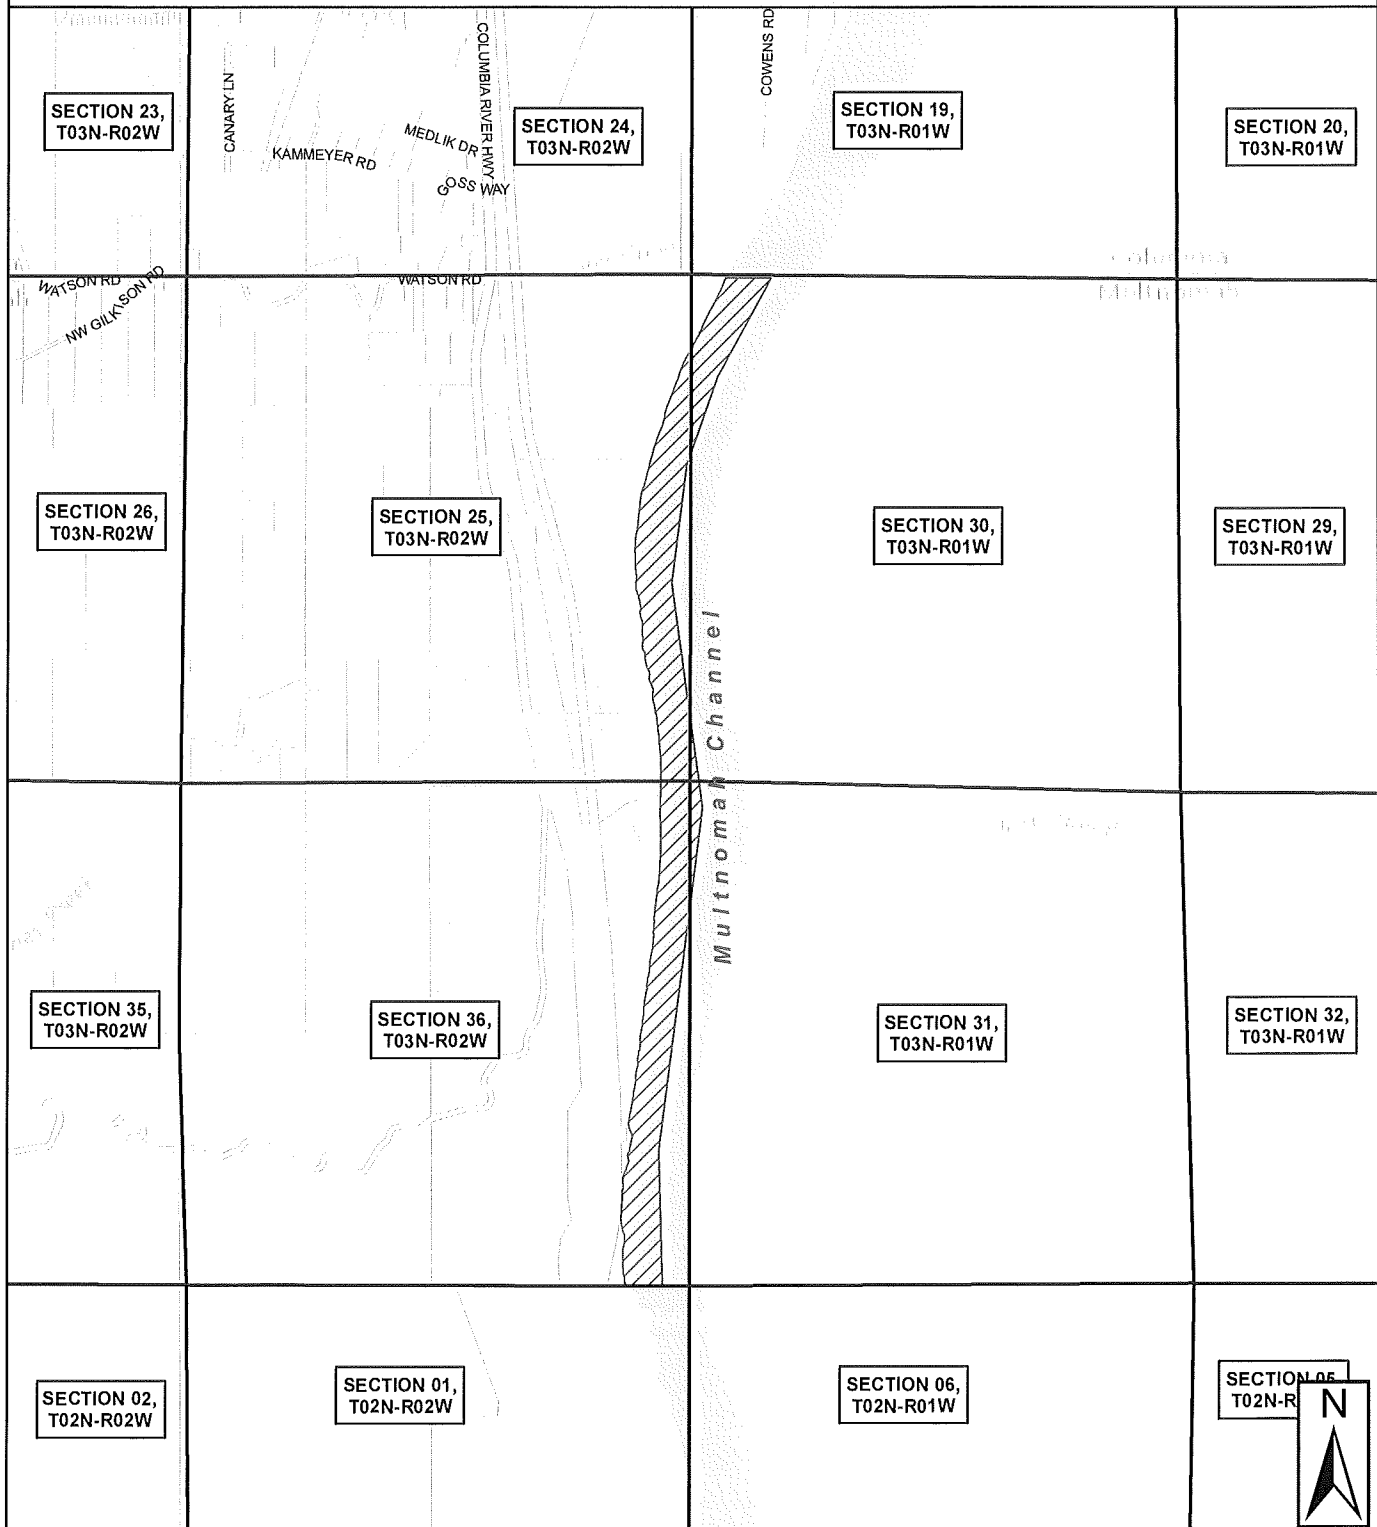 COLUMBIA RIVER HWY
COWENS RD
CANARY LN
SECTION 23,
T03N-R02W
MEDLIK DR
KAMMEYER RD
GOSS WAY
SECTION 24,
T03N-R02W
SECTION 19,
T03N-R01W
SECTION 20,
T03N-R01W
WATSON RD
NW GILKISON RD
WATSON RD
SECTION 26,
T03N-R02W
SECTION 25,
T03N-R02W
SECTION 30,
T03N-R01W
SECTION 29,
T03N-R01W
Multnomah Channel
SECTION 35,
T03N-R02W
SECTION 36,
T03N-R02W
SECTION 31,
T03N-R01W
SECTION 32,
T03N-R01W
SECTION 02,
T02N-R02W
SECTION 01,
T02N-R02W
SECTION 06,
T02N-R01W
SECTION 05
T02N-R
N